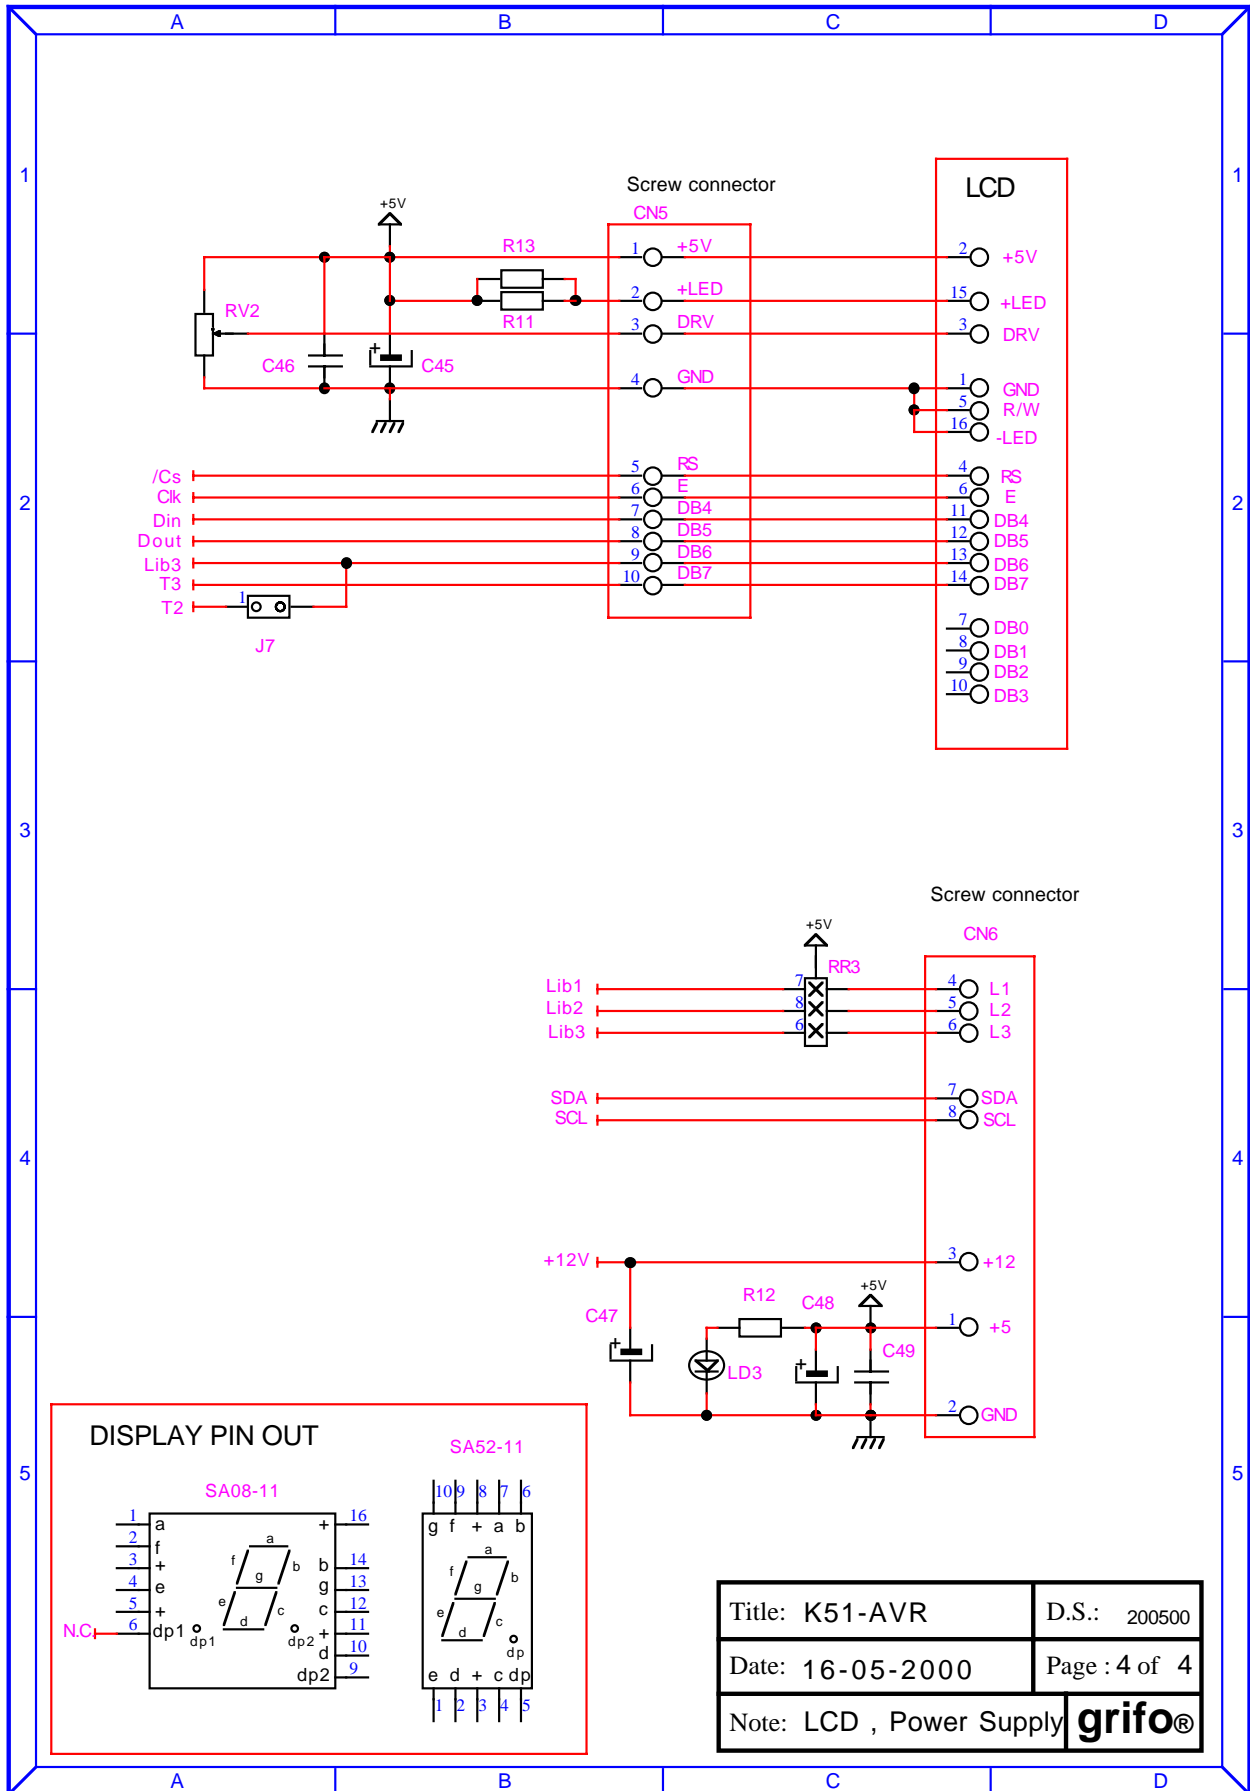 A B C D
1 1
Screw connector LCD
+5V CN5
R13 1 +5V 2 +5V
2 +LED 15 +LED
RV2 R11 3 DRV 3 DRV
C46 + C45 4 GND 1 GND
5 R/W
16 -LED
/Cs 5 RS 4 RS
Clk 6 E 6 E
2 2
Din 7 DB4 11 DB4
Dout 8 DB5 12 DB5
Lib3 9 DB6 13 DB6
T3 10 DB7 14 DB7
T2 1
J7
7 DB0
8 DB1
9 DB2
10 DB3
3 3
Screw connector
+5V CN6
RR3
Lib1 7 4 L1
Lib2 8 5 L2
Lib3 6 6 L3
SDA 7 SDA
SCL 8 SCL
4 4
+12V 3 +12
R12 C48 +5V
C47 1 +5
+ LD3 + C49
2 GND
DISPLAY PIN OUT
SA52-11
5 5
SA08-11
10 9 8 7 6
g f + a b
a
f b
g
e c
d
dp
e d + c dp
1 2 3 4 5
1 a + 16
2 f
3 + b 14
4 e g 13
5 + c 12
N.C. 6 dp1 + 11
d 10
dp2 9
a
f b
g
e c
d
dp1 dp2
Title: K51-AVR D.S.: 200500
Date: 16-05-2000 Page : 4 of 4
Note: LCD , Power Supply grifo®
A B C D